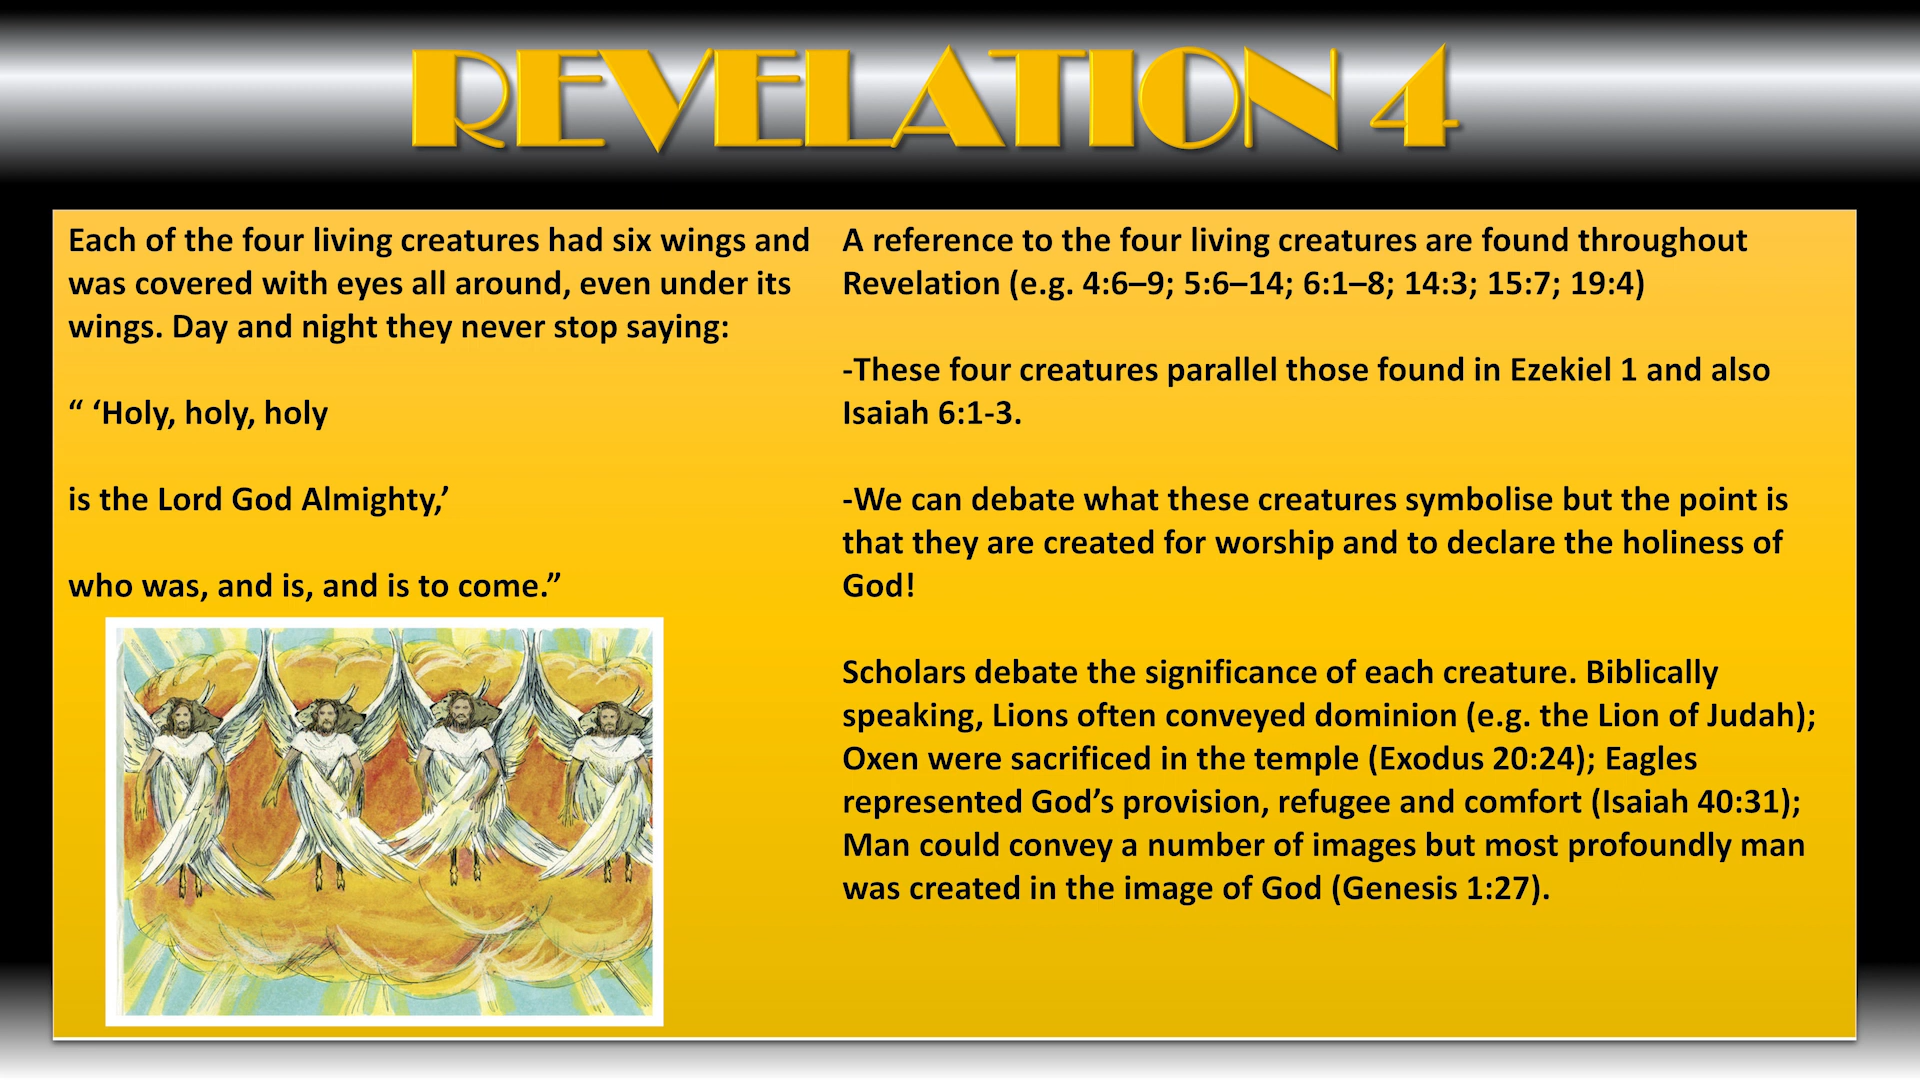 REVELATION 4
Each of the four living creatures had six wings and
was covered with eyes all around, even under its
wings. Day and night they never stop saying:
“ ‘Holy, holy, holy
is the Lord God Almighty,’
who was, and is, and is to come.”
A reference to the four living creatures are found throughout
Revelation (e.g. 4:6–9; 5:6–14; 6:1–8; 14:3; 15:7; 19:4)
-These four creatures parallel those found in Ezekiel 1 and also
Isaiah 6:1-3.
-We can debate what these creatures symbolise but the point is
that they are created for worship and to declare the holiness of
God!
Scholars debate the significance of each creature. Biblically
speaking, Lions often conveyed dominion (e.g. the Lion of Judah);
Oxen were sacrificed in the temple (Exodus 20:24); Eagles
represented God’s provision, refugee and comfort (Isaiah 40:31);
Man could convey a number of images but most profoundly man
was created in the image of God (Genesis 1:27).